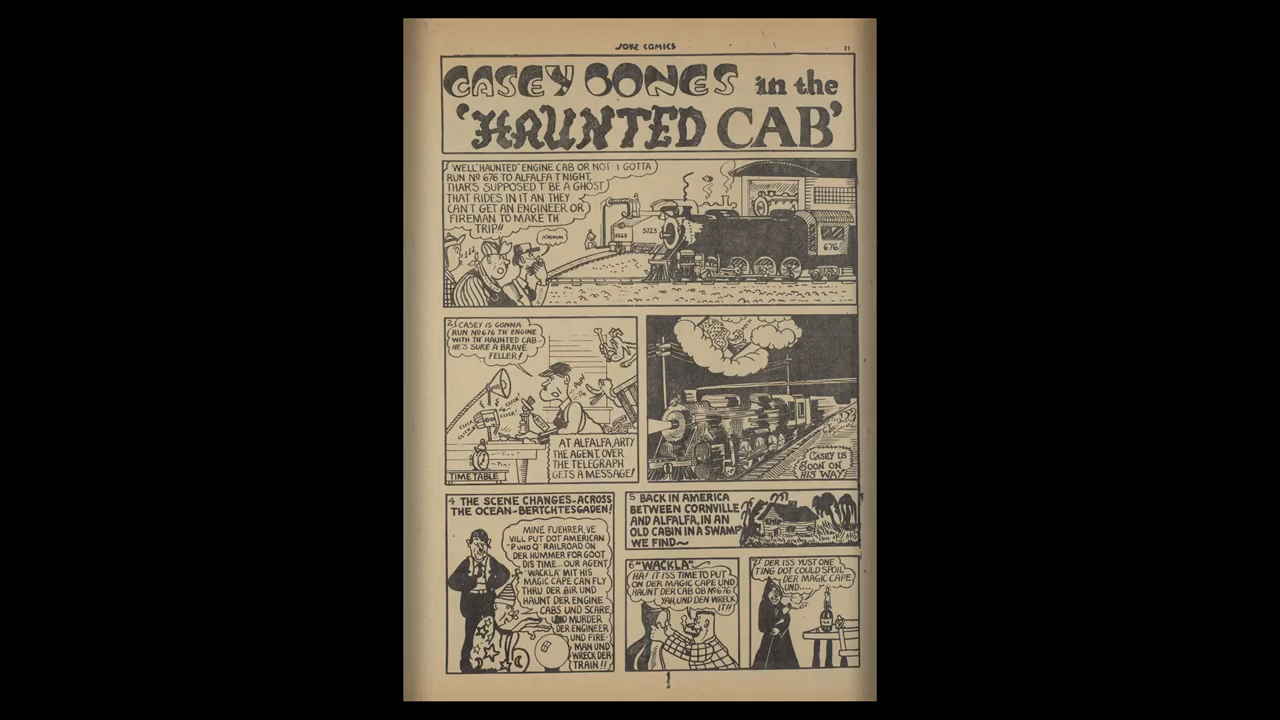 JOKE COMICS
21
CASEY BONES in the
'HAUNTED CAB'
WELL "HAUNTED" ENGINE CAB OR NOT I GOTTA
RUN Nº 676 TO ALFALFA T'NIGHT,
THAR'S SUPPOSED T' BE A GHOST
THAT RIDES IN IT AN THEY
CAN'T GET AN ENGINEER OR
FIREMAN TO MAKE TH'
TRIP!!
HMMM
5223
5223
676
2 CASEY IS GONNA
RUN Nº 676 TH' ENGINE
WITH TH' HAUNTED CAB
HE'S SURE A BRAVE
FELLER!
CLICK!
CLICK!
CLICK
CLICK
AT ALFALFA, ARTY
THE AGENT, OVER
THE TELEGRAPH
GETS A MESSAGE!
TIME TABLE
CASEY IS
SOON ON
HIS WAY!
4 THE SCENE CHANGES-ACROSS
THE OCEAN-BERTCHTESGADEN!
MINE FUEHRER, VE
VILL PUT DOT AMERICAN
"P UND Q" RAILROAD ON
DER HUMMER FOR GOOT
DIS TIME... OUR AGENT
"WACKLA" MIT HIS
MAGIC CAPE CAN FLY
THRU DER AIR UND
HAUNT DER ENGINE
CABS UND SCARE
UND MURDER
DER ENGINEER
UND FIRE-
MAN UND
WRECK DER
TRAIN!!
5 BACK IN AMERICA
BETWEEN CORNVILLE
AND ALFALFA, IN AN
OLD CABIN IN A SWAMP
WE FIND~
6 "WACKLA"
HA! IT ISS TIME TO PUT
ON DER MAGIC CAPE UND
HAUNT DER CAB OB Nº 676
YAH, UND DEN WRECK
IT!!
7 DER ISS YUST ONE
TING DOT COULD SPOIL
DER MAGIC CAPE,
UND....